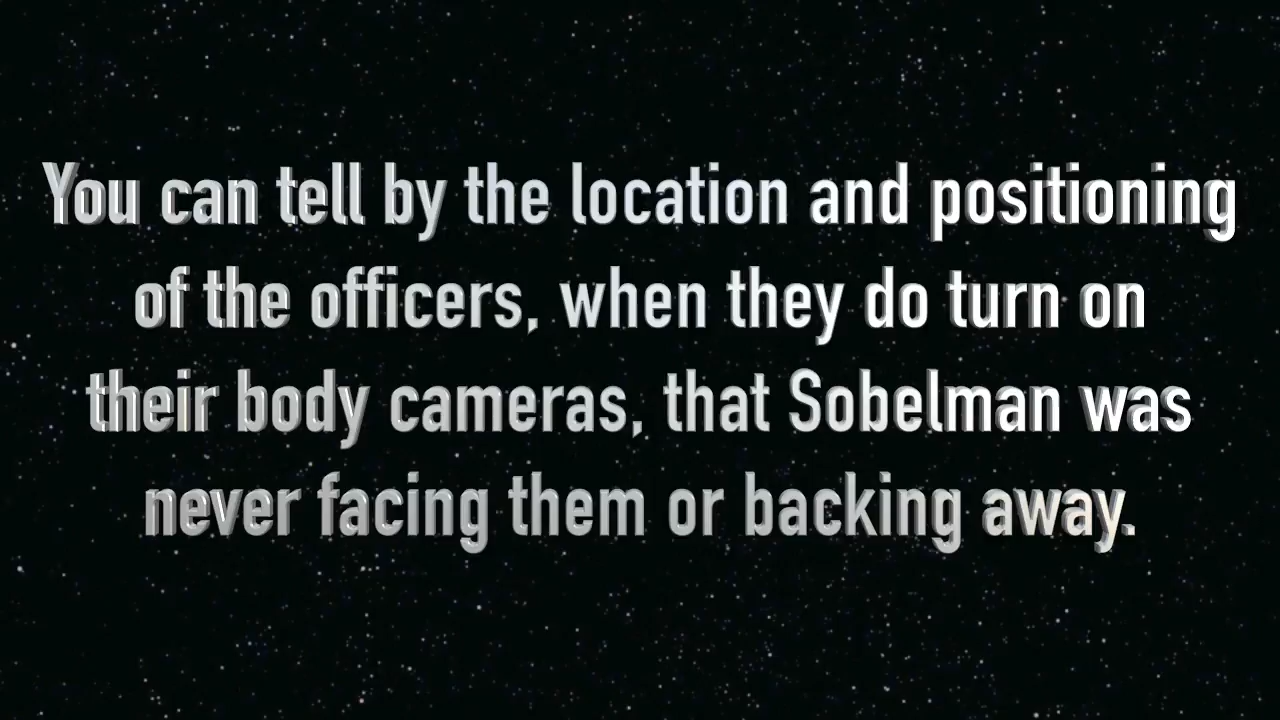 You can tell by the location and positioning
of the officers, when they do turn on
their body cameras, that Sobelman was
never facing them or backing away.